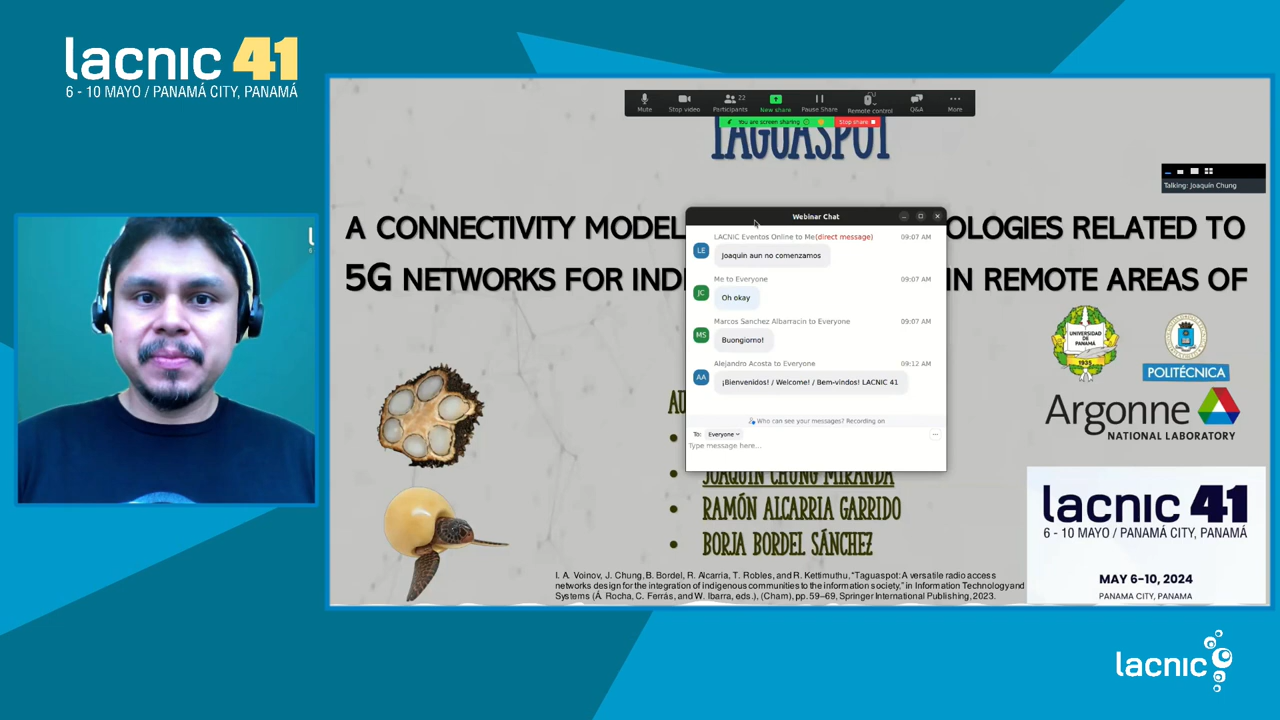 lacnic 41
6 - 10 MAYO / PANAMÁ CITY, PANAMÁ
Mute
Stop video
Participants
22
New share
Pause Share
Remote control
Q&A
More
You are screen sharing
Stop share
TAGUASPOT
Talking: Joaquin Chung
A CONNECTIVITY MODEL OLOGIES RELATED TO
5G NETWORKS FOR INDI IN REMOTE AREAS OF
Webinar Chat
LACNIC Eventos Online to Me(direct message) 09:07 AM
LE
Joaquin aun no comenzamos
Me to Everyone 09:07 AM
JC
Oh okay
Marcos Sanchez Albarracin to Everyone 09:07 AM
MS
Buongiorno!
Alejandro Acosta to Everyone 09:12 AM
AA
¡Bienvenidos! / Welcome! / Bem-vindos! LACNIC 41
Who can see your messages? Recording on
To: Everyone
Type message here...
AU
• JOAQUÍN CHUNG MIRANDA
• RAMÓN ALCARRIA GARRIDO
• BORJA BORDEL SÁNCHEZ
UNIVERSIDAD
DE PANAMÁ
1935
POLITÉCNICA
Argonne
NATIONAL LABORATORY
lacnic 41
6 - 10 MAYO / PANAMÁ CITY, PANAMÁ
MAY 6-10, 2024
PANAMA CITY, PANAMA
I. A. Voinov, J. Chung, B. Bordel, R. Alcarria, T. Robles, and R. Kettimuthu, "Taguaspot: A versatile radio access
networks design for the integration of indigenous communities to the information society," in Information Technology and
Systems (Á. Rocha, C. Ferrás, and W. Ibarra, eds.), (Cham), pp. 59–69, Springer International Publishing, 2023.
lacnic